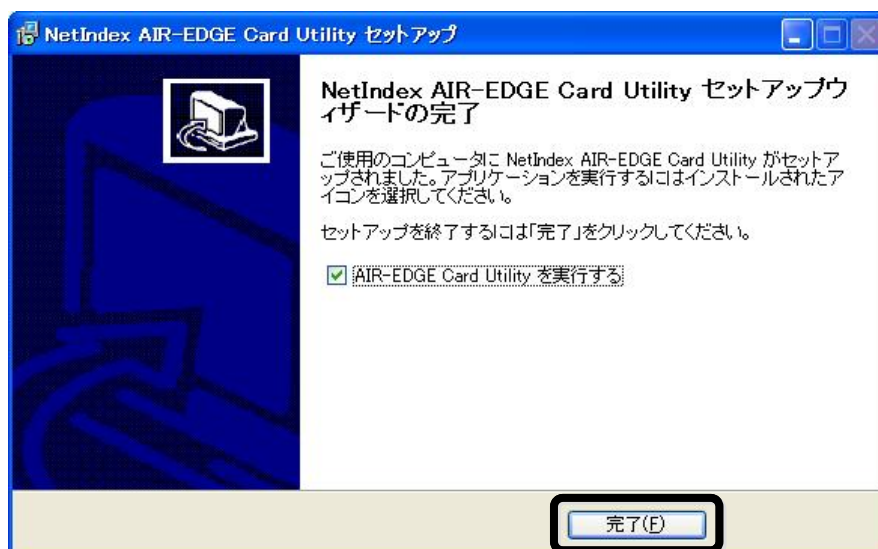 NetIndex AIR-EDGE Card Utility セットアップ
NetIndex AIR-EDGE Card Utility セットアップウ
ィザードの完了
ご使用のコンピュータに NetIndex AIR-EDGE Card Utility がセットア
ップされました。アプリケーションを実行するにはインストールされたア
イコンを選択してください。
セットアップを終了するには「完了」をクリックしてください。
AIR-EDGE Card Utility を実行する
完了(F)